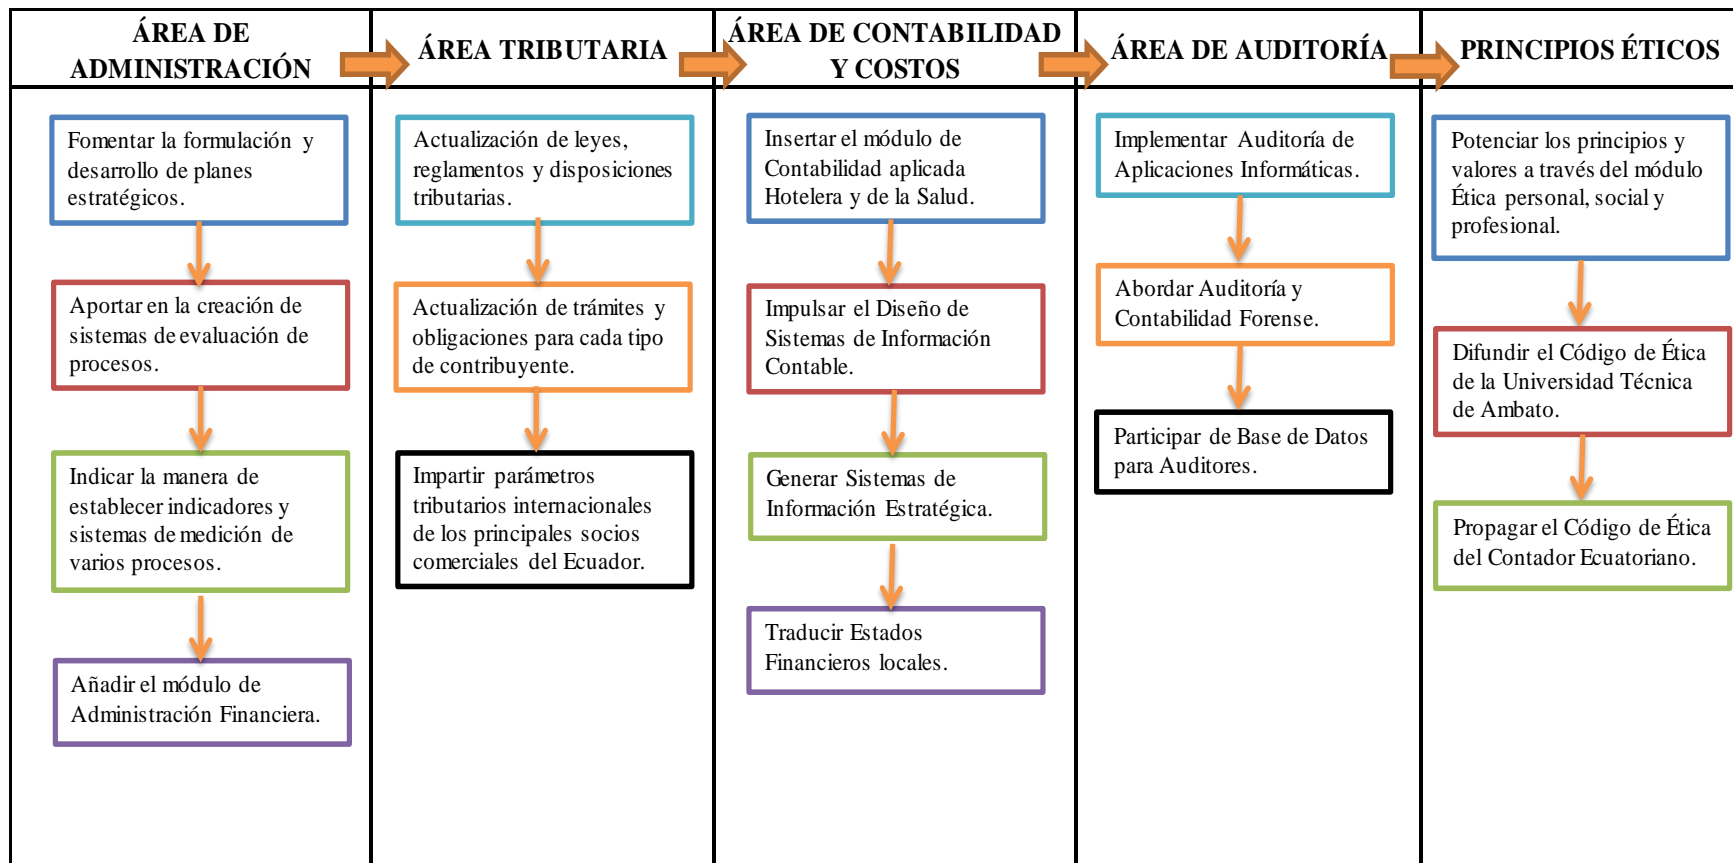 ÁREA DE
ADMINISTRACIÓN
ÁREA TRIBUTARIA
ÁREA DE CONTABILIDAD
Y COSTOS
ÁREA DE AUDITORÍA
PRINCIPIOS ÉTICOS
Fomentar la formulación y
desarrollo de planes
estratégicos.
Aportar en la creación de
sistemas de evaluación de
procesos.
Indicar la manera de
establecer indicadores y
sistemas de medición de
varios procesos.
Añadir el módulo de
Administración Financiera.
Actualización de leyes,
reglamentos y disposiciones
tributarias.
Actualización de trámites y
obligaciones para cada tipo
de contribuyente.
Impartir parámetros
tributarios internacionales
de los principales socios
comerciales del Ecuador.
Insertar el módulo de
Contabilidad aplicada
Hotelera y de la Salud.
Impulsar el Diseño de
Sistemas de Información
Contable.
Generar Sistemas de
Información Estratégica.
Traducir Estados
Financieros locales.
Implementar Auditoría de
Aplicaciones Informáticas.
Abordar Auditoría y
Contabilidad Forense.
Participar de Base de Datos
para Auditores.
Potenciar los principios y
valores a través del módulo
Ética personal, social y
profesional.
Difundir el Código de Ética
de la Universidad Técnica
de Ambato.
Propagar el Código de Ética
del Contador Ecuatoriano.